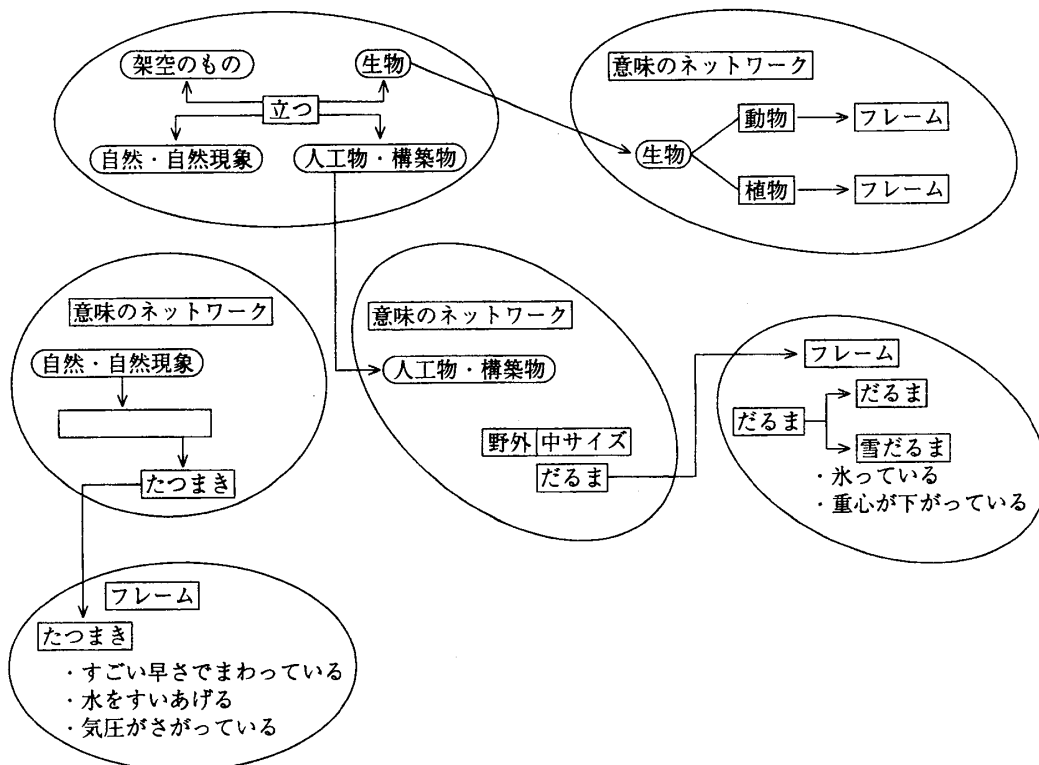 架空のもの
生物
立つ
自然・自然現象
人工物・構築物
意味のネットワーク
動物
フレーム
生物
植物
フレーム
意味のネットワーク
自然・自然現象
たつまき
意味のネットワーク
人工物・構築物
野外
中サイズ
だるま
フレーム
だるま
だるま
雪だるま
・氷っている
・重心が下がっている
フレーム
たつまき
・すごい早さでまわっている
・水をすいあげる
・気圧がさがっている